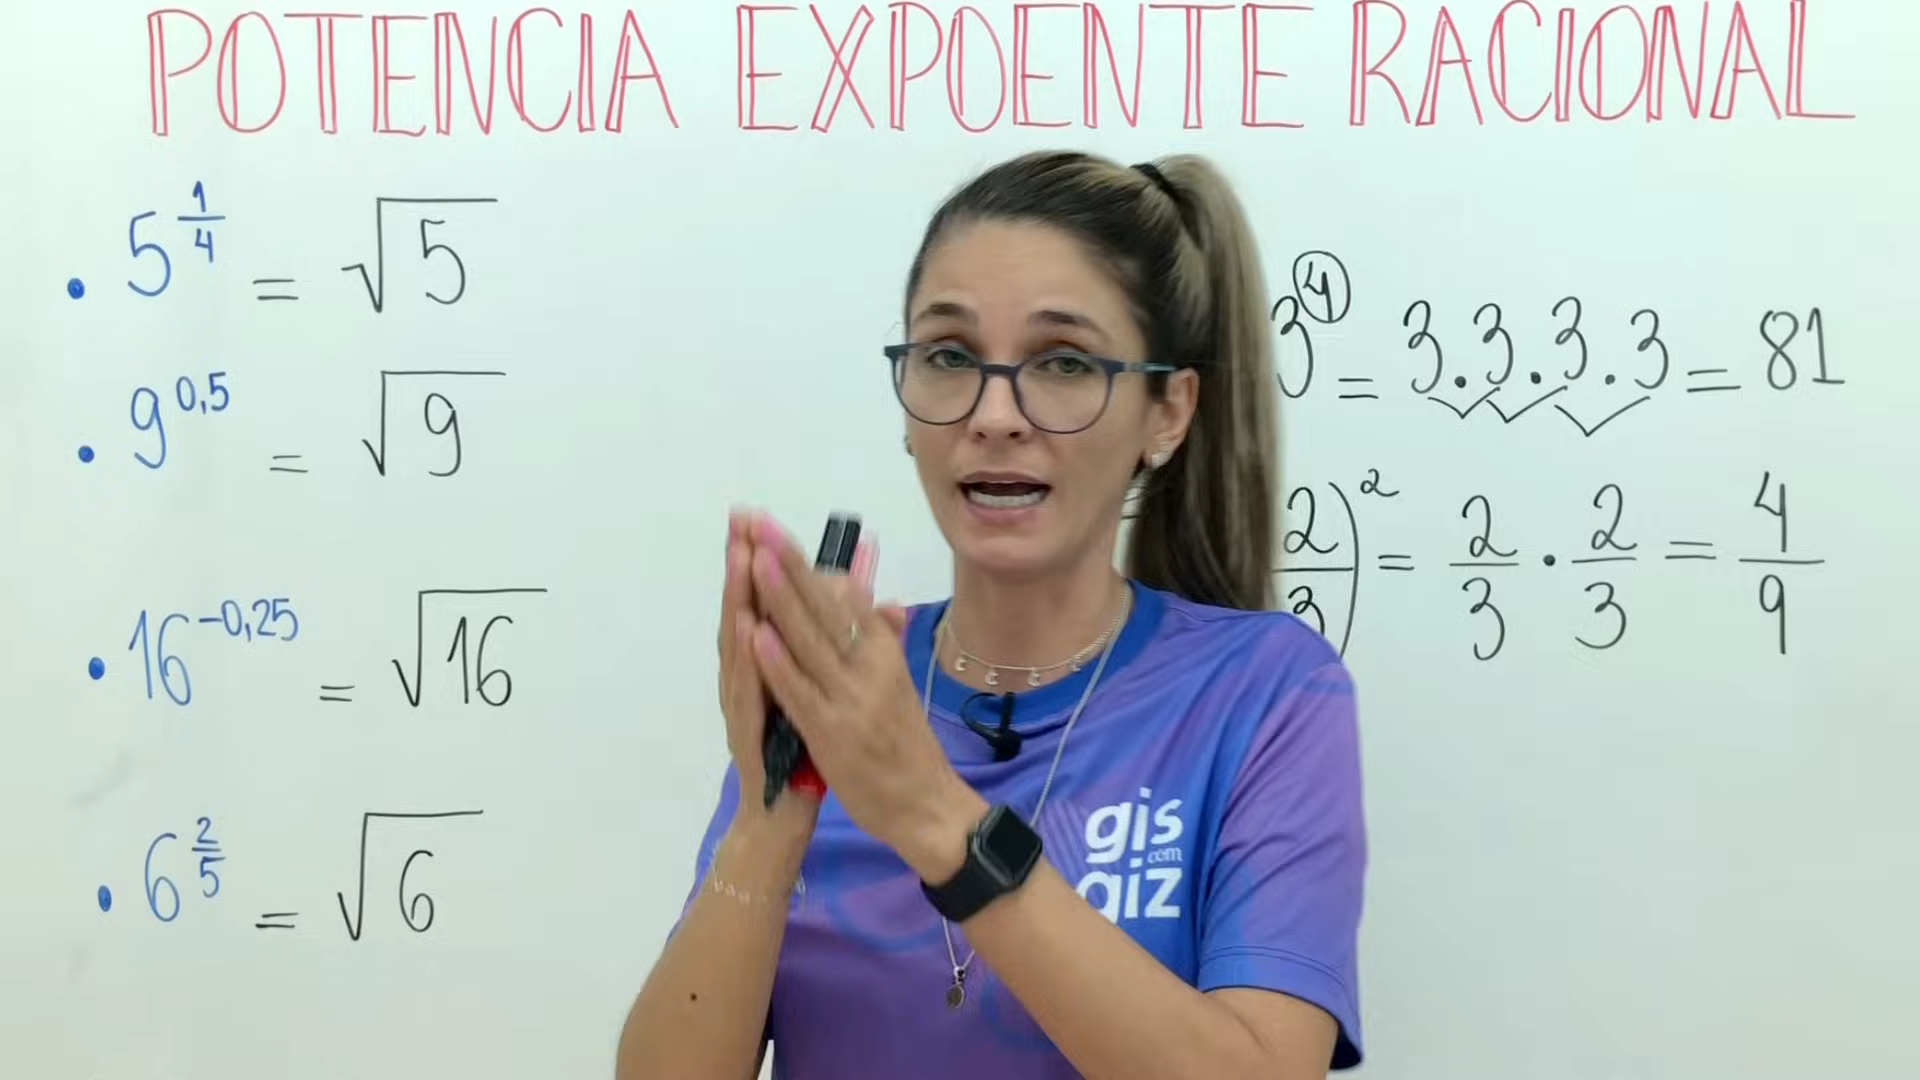 POTENCIA EXPOENTE RACIONAL
• 5^(1/4) = √5
• 9^(0,5) = √9
• 16^(-0,25) = √16
• 6^(2/5) = √6
3^4 = 3.3.3.3 = 81
2/3)^2 = 2/3 · 2/3 = 4/9
gis
com
giz